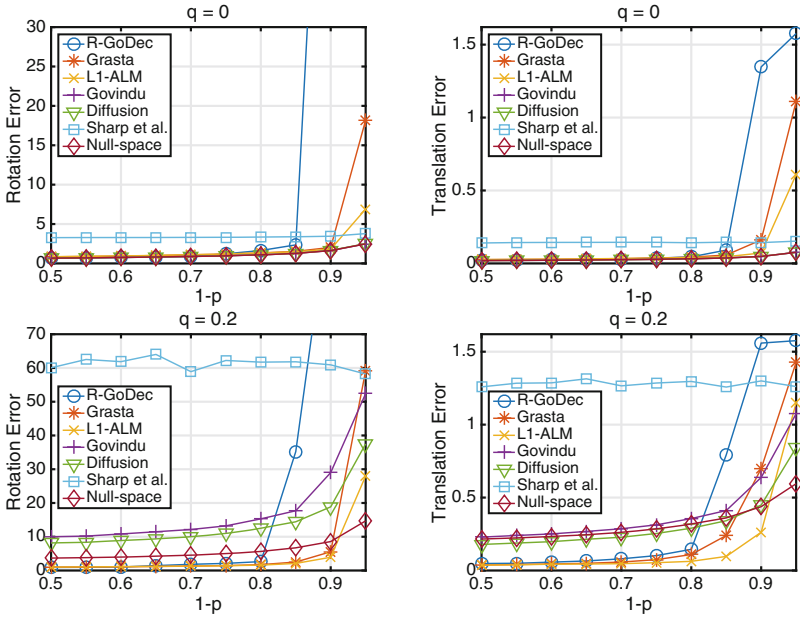 q = 0
30
25
20
15
10
5
0
Rotation Error
R-GoDec
Grasta
L1-ALM
Govindu
Diffusion
Sharp et al.
Null-space
0.5 0.6 0.7 0.8 0.9
1-p
q = 0
1.5
1
0.5
0
Translation Error
R-GoDec
Grasta
L1-ALM
Govindu
Diffusion
Sharp et al.
Null-space
0.5 0.6 0.7 0.8 0.9
1-p
q = 0.2
70
60
50
40
30
20
10
0
Rotation Error
R-GoDec
Grasta
L1-ALM
Govindu
Diffusion
Sharp et al.
Null-space
0.5 0.6 0.7 0.8 0.9
1-p
q = 0.2
1.5
1
0.5
0
Translation Error
R-GoDec
Grasta
L1-ALM
Govindu
Diffusion
Sharp et al.
Null-space
0.5 0.6 0.7 0.8 0.9
1-p